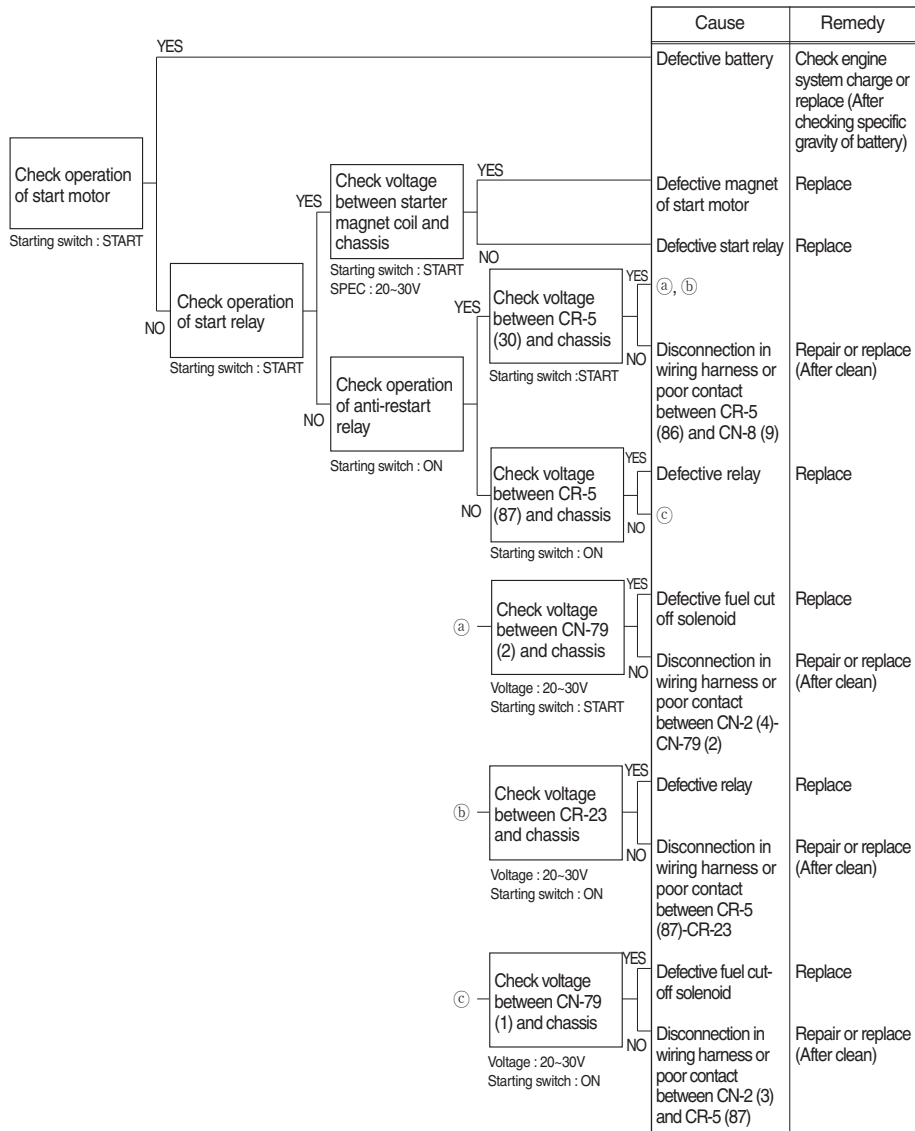 Cause
Remedy
YES
Defective battery
Check engine
system charge or
replace (After
checking specific
gravity of battery)
Check operation
of start motor
Starting switch : START
YES
Check voltage
between starter
magnet coil and
chassis
Starting switch : START
SPEC : 20~30V
YES
Defective magnet
of start motor
Replace
NO
Defective start relay
Replace
NO
Check operation
of start relay
Starting switch : START
NO
Check operation
of anti-restart
relay
Starting switch : ON
YES
Check voltage
between CR-5
(30) and chassis
Starting switch :START
YES
ⓐ, ⓑ
NO
Disconnection in
wiring harness or
poor contact
between CR-5
(86) and CN-8 (9)
Repair or replace
(After clean)
NO
Check voltage
between CR-5
(87) and chassis
Starting switch : ON
YES
Defective relay
Replace
NO
ⓒ
ⓐ
Check voltage
between CN-79
(2) and chassis
Voltage : 20~30V
Starting switch : START
YES
Defective fuel cut
off solenoid
Replace
NO
Disconnection in
wiring harness or
poor contact
between CN-2 (4)-
CN-79 (2)
Repair or replace
(After clean)
ⓑ
Check voltage
between CR-23
and chassis
Voltage : 20~30V
Starting switch : ON
YES
Defective relay
Replace
NO
Disconnection in
wiring harness or
poor contact
between CR-5
(87)-CR-23
Repair or replace
(After clean)
ⓒ
Check voltage
between CN-79
(1) and chassis
Voltage : 20~30V
Starting switch : ON
YES
Defective fuel cut-
off solenoid
Replace
NO
Disconnection in
wiring harness or
poor contact
between CN-2 (3)
and CR-5 (87)
Repair or replace
(After clean)